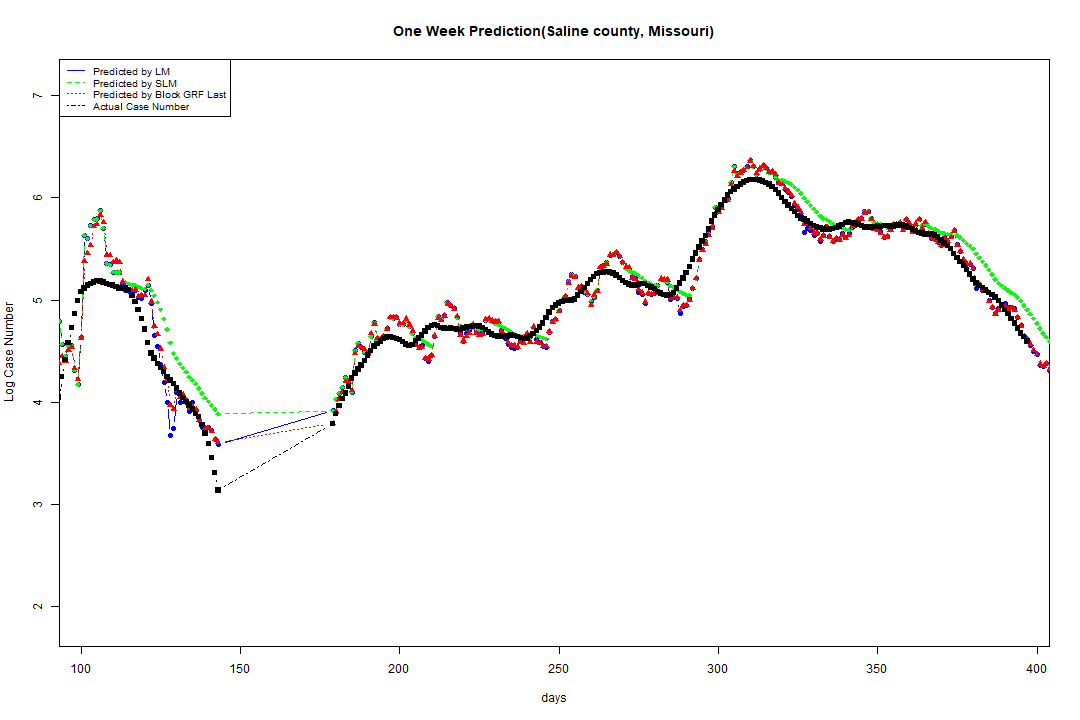 One Week Prediction(Saline county, Missouri)
Predicted by LM
Predicted by SLM
Predicted by Block GRF Last
Actual Case Number
7
6
5
4
3
2
Log Case Number
100 150 200 250 300 350 400
days